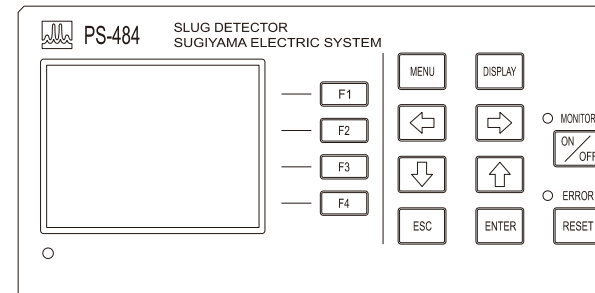 PS-484
SLUG DETECTOR
SUGIYAMA ELECTRIC SYSTEM
F1
F2
F3
F4
MENU
DISPLAY
MONITOR
ON
OFF
ERROR
ESC
ENTER
RESET